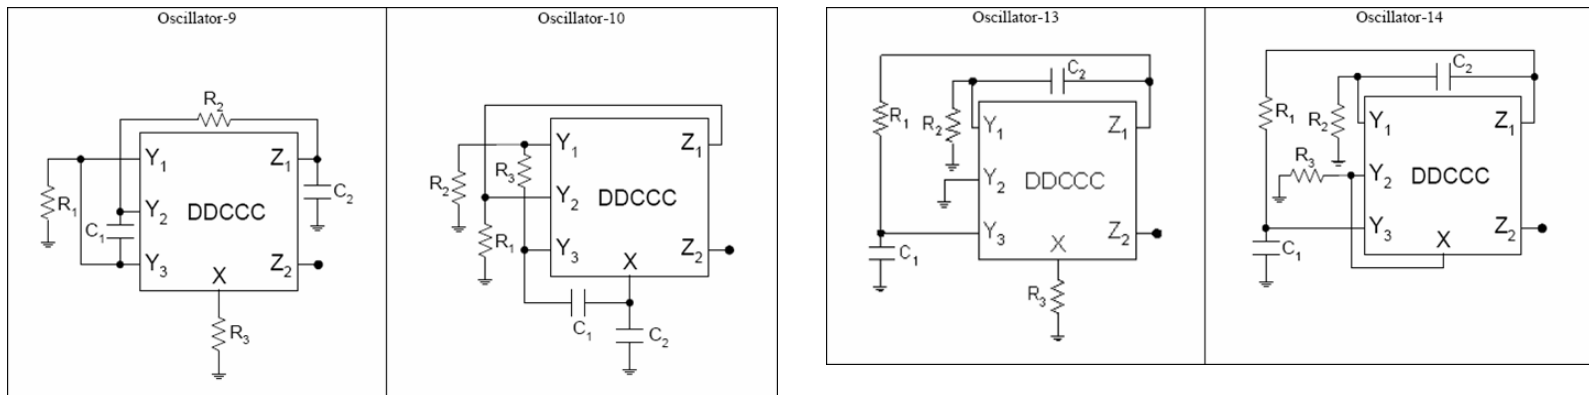 Oscillator-9
R2
Y1
Z1
R1
C2
Y2
DDCCC
C1
Y3
X
Z2
R3
Oscillator-10
Y1
Z1
R2
R3
Y2
DDCCC
R1
Y3
X
Z2
C1
C2
Oscillator-13
C2
R1
R2
Y1
Z1
Y2
DDCCC
Y3
X
Z2
C1
R3
Oscillator-14
C2
R1
R2
Y1
Z1
R3
Y2
DDCCC
Y3
X
Z2
C1